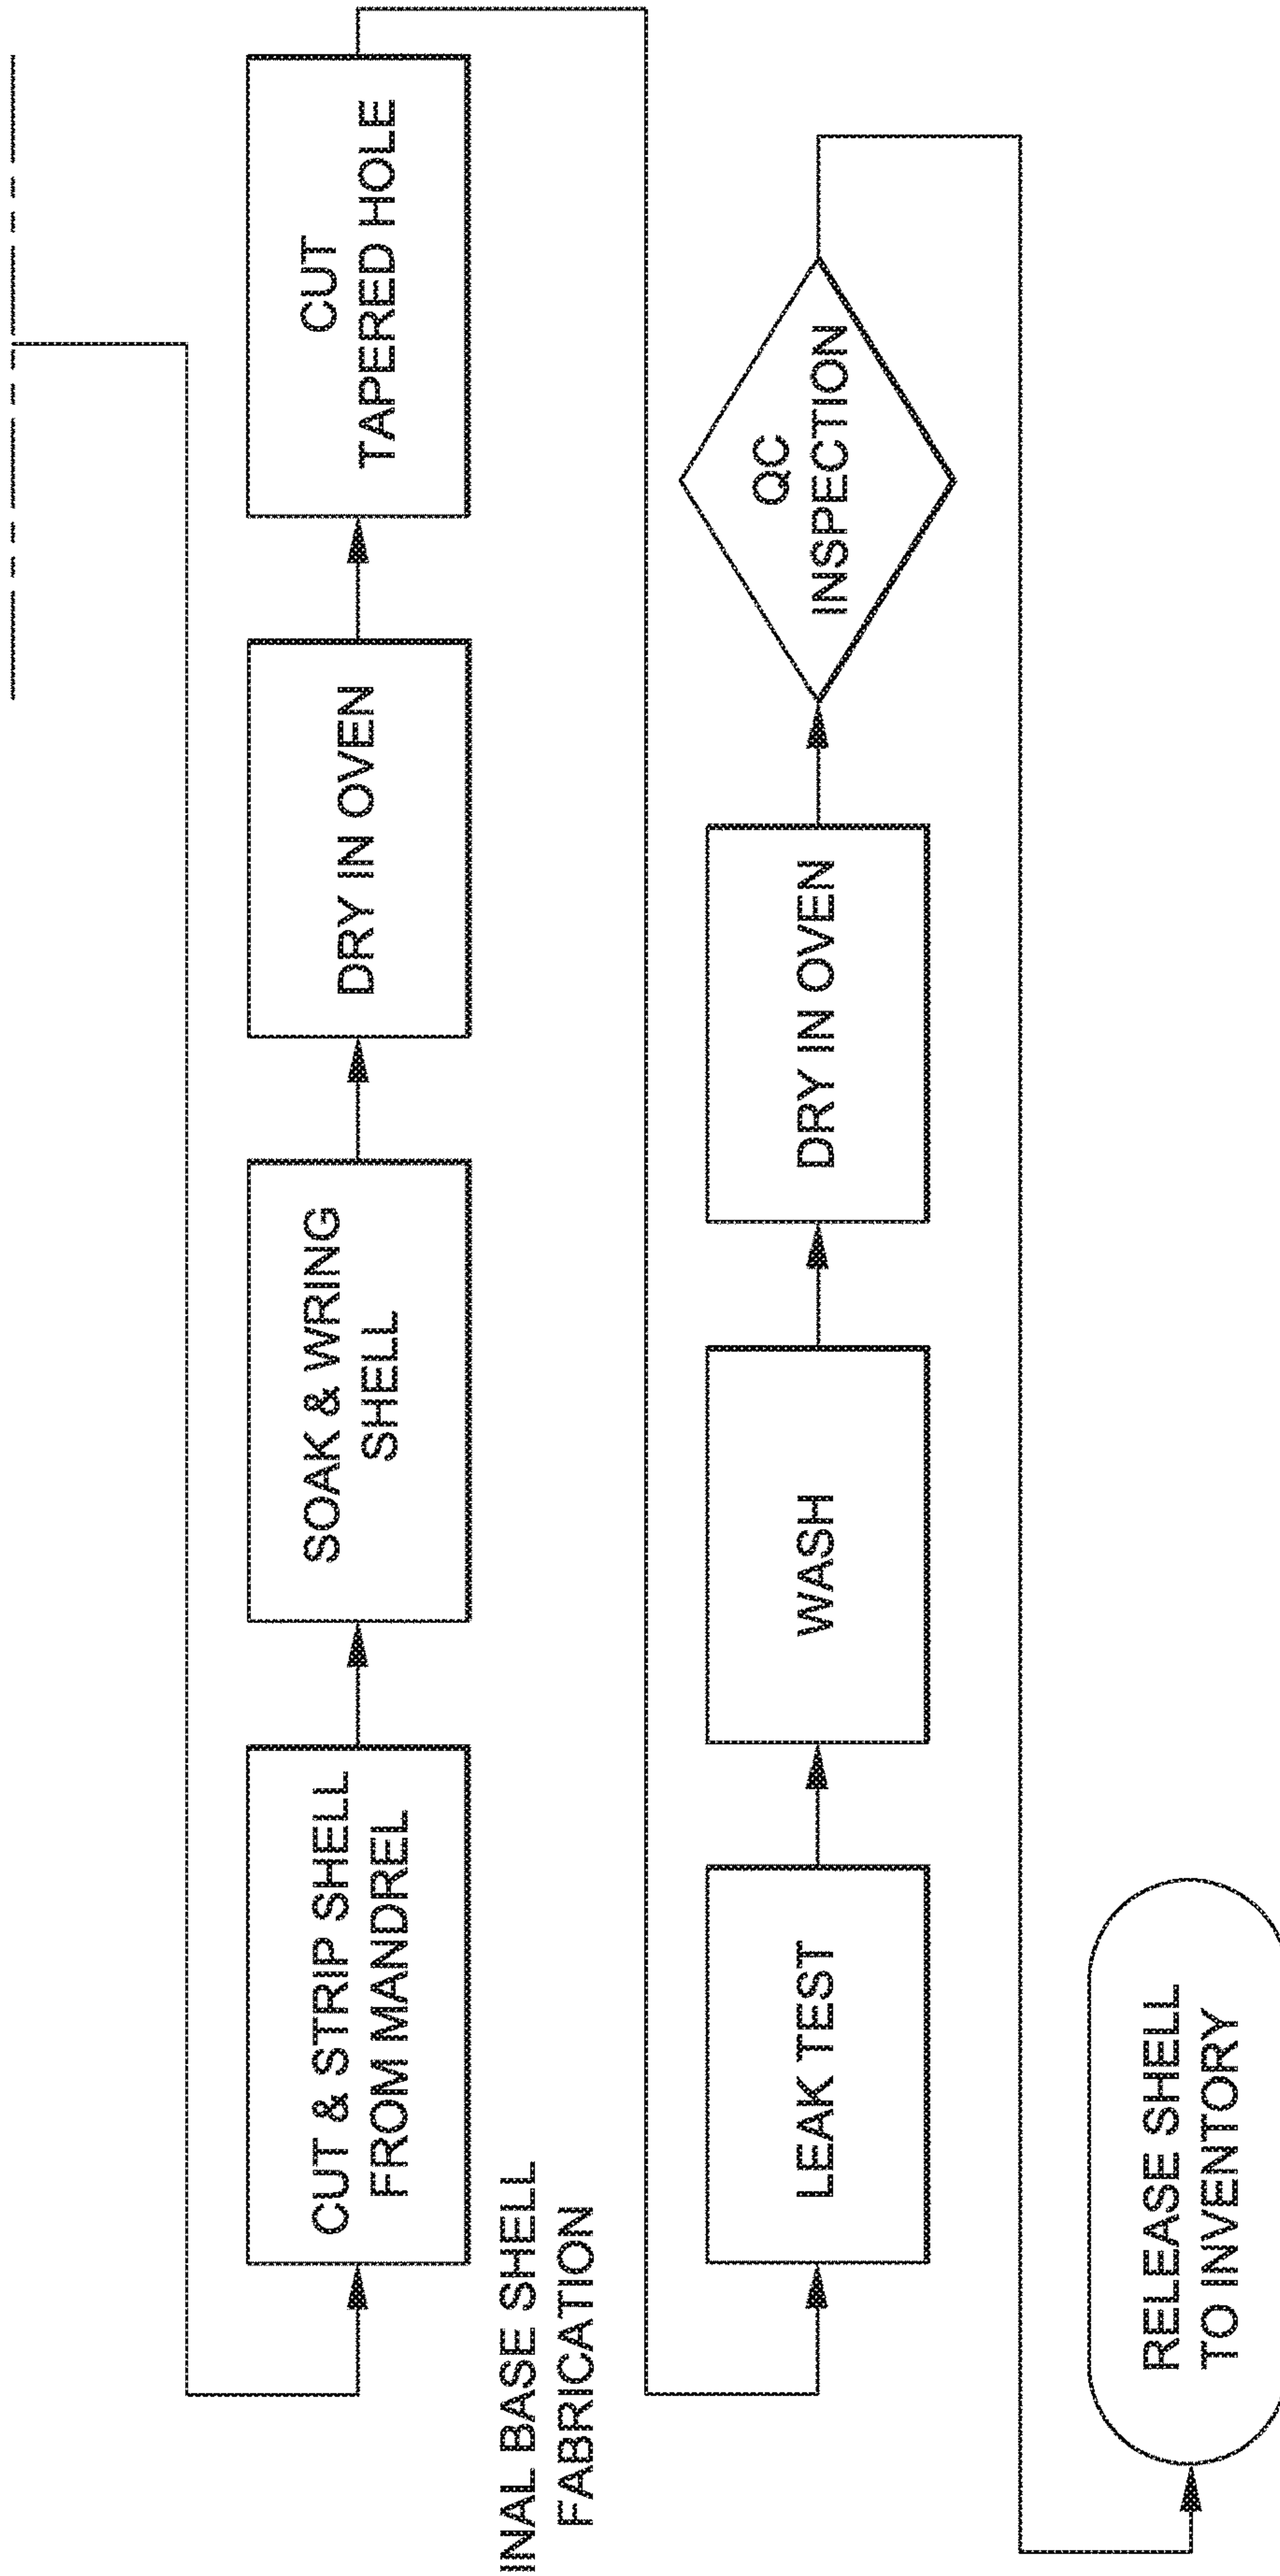 CUT & STRIP SHELL
FROM MANDREL
SOAK & WRING
SHELL
DRY IN OVEN
CUT
TAPERED HOLE
INAL BASE SHELL
FABRICATION
LEAK TEST
WASH
DRY IN OVEN
QC
INSPECTION
RELEASE SHELL
TO INVENTORY